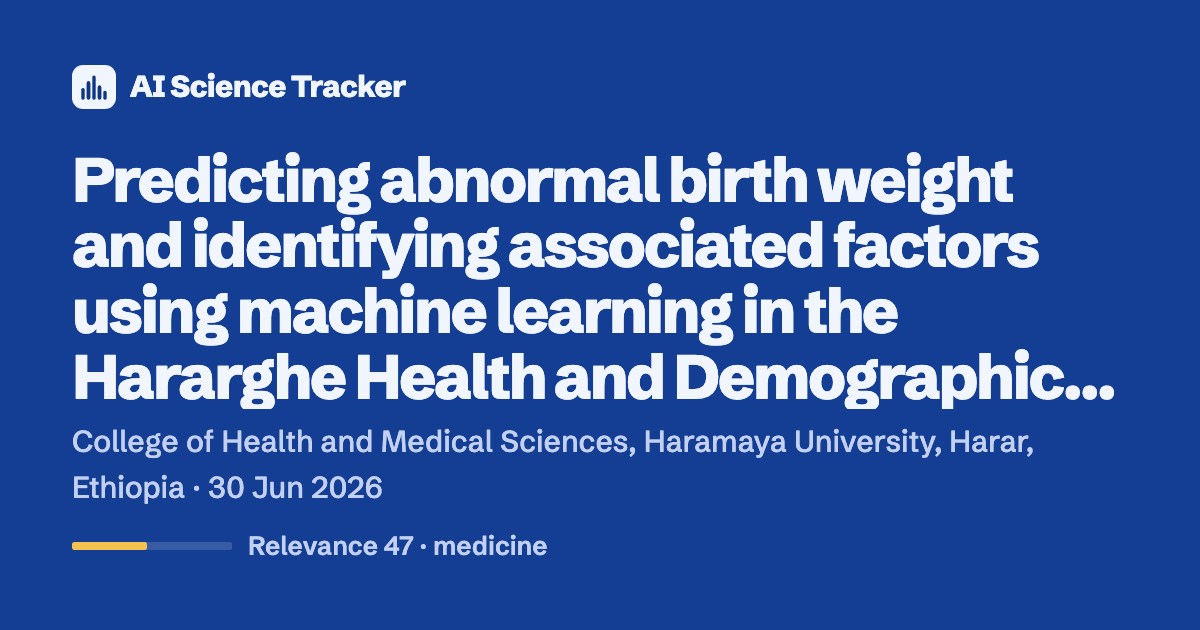 AI Science Tracker
Predicting abnormal birth weight
and identifying associated factors
using machine learning in the
Hararghe Health and Demographic...
College of Health and Medical Sciences, Haramaya University, Harar,
Ethiopia · 30 Jun 2026
Relevance 47 · medicine